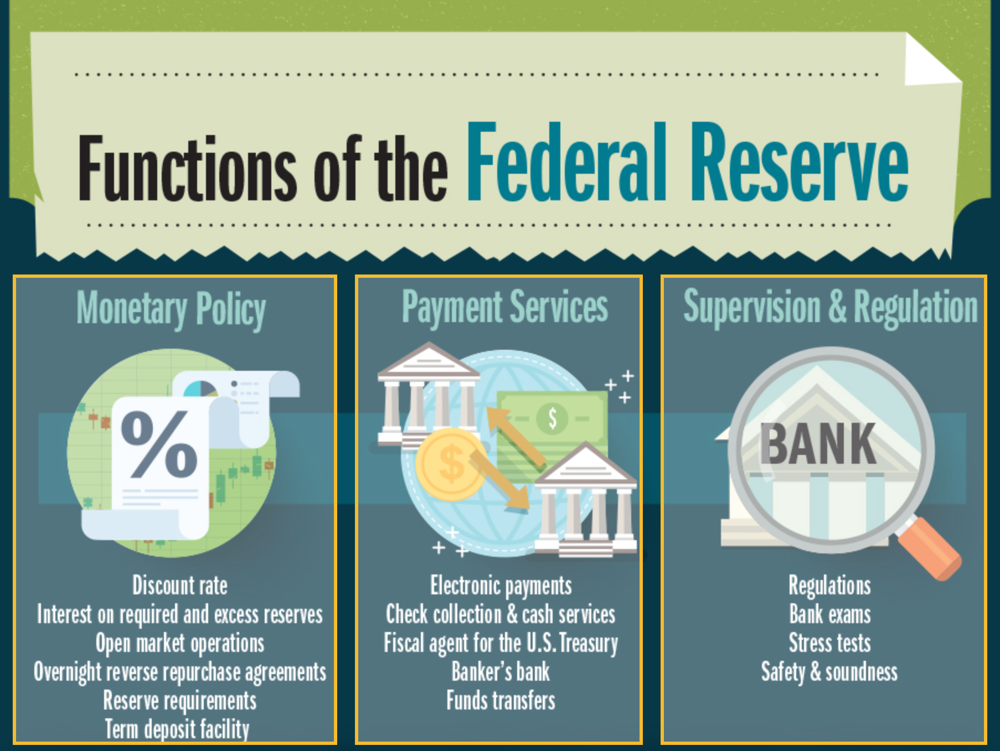 Functions of the Federal Reserve
Monetary Policy
%
Discount rate
Interest on required and excess reserves
Open market operations
Overnight reverse repurchase agreements
Reserve requirements
Term deposit facility
Payment Services
$
$
Electronic payments
Check collection & cash services
Fiscal agent for the U.S. Treasury
Banker's bank
Funds transfers
Supervision & Regulation
BANK
Regulations
Bank exams
Stress tests
Safety & soundness